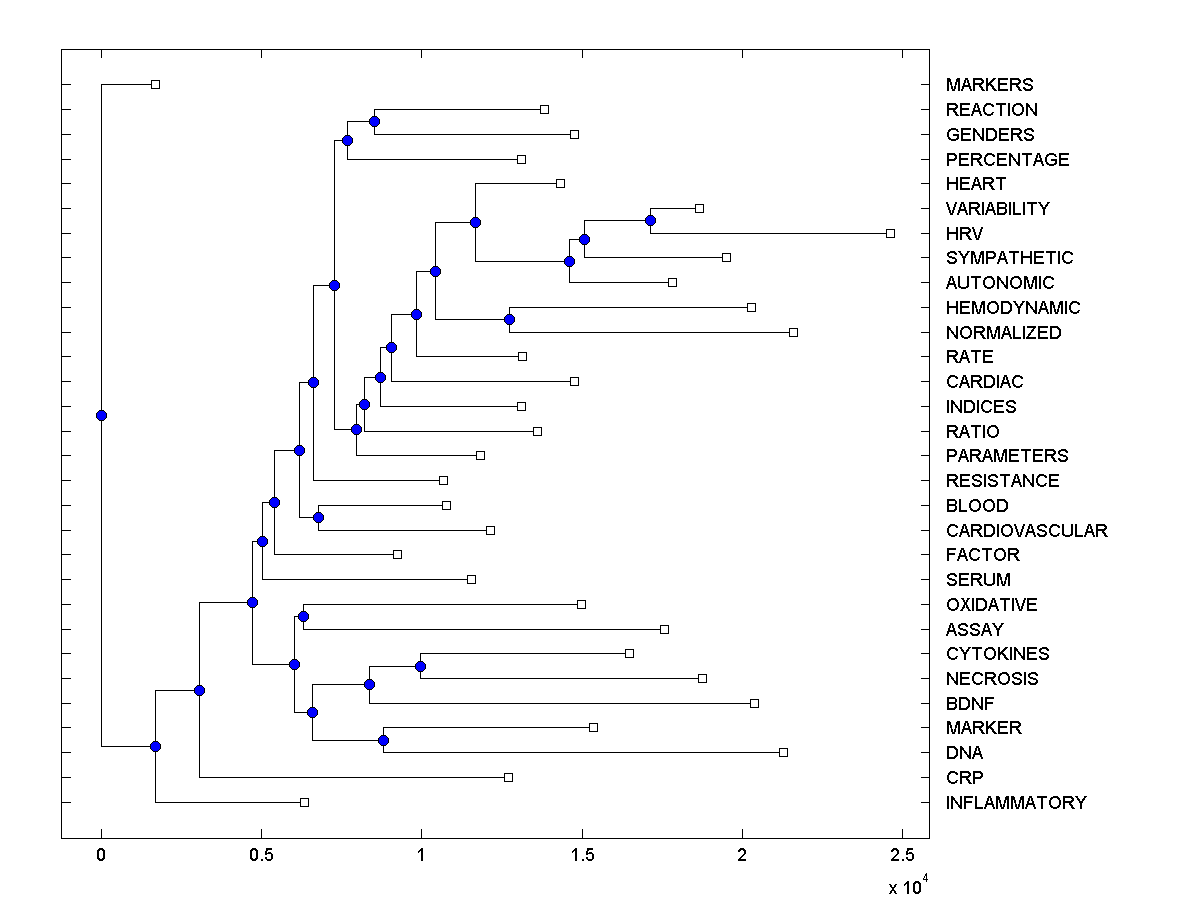 MARKERS
REACTION
GENDERS
PERCENTAGE
HEART
VARIABILITY
HRV
SYMPATHETIC
AUTONOMIC
HEMODYNAMIC
NORMALIZED
RATE
CARDIAC
INDICES
RATIO
PARAMETERS
RESISTANCE
BLOOD
CARDIOVASCULAR
FACTOR
SERUM
OXIDATIVE
ASSAY
CYTOKINES
NECROSIS
BDNF
MARKER
DNA
CRP
INFLAMMATORY
0 0.5 1 1.5 2 2.5
x 10^4